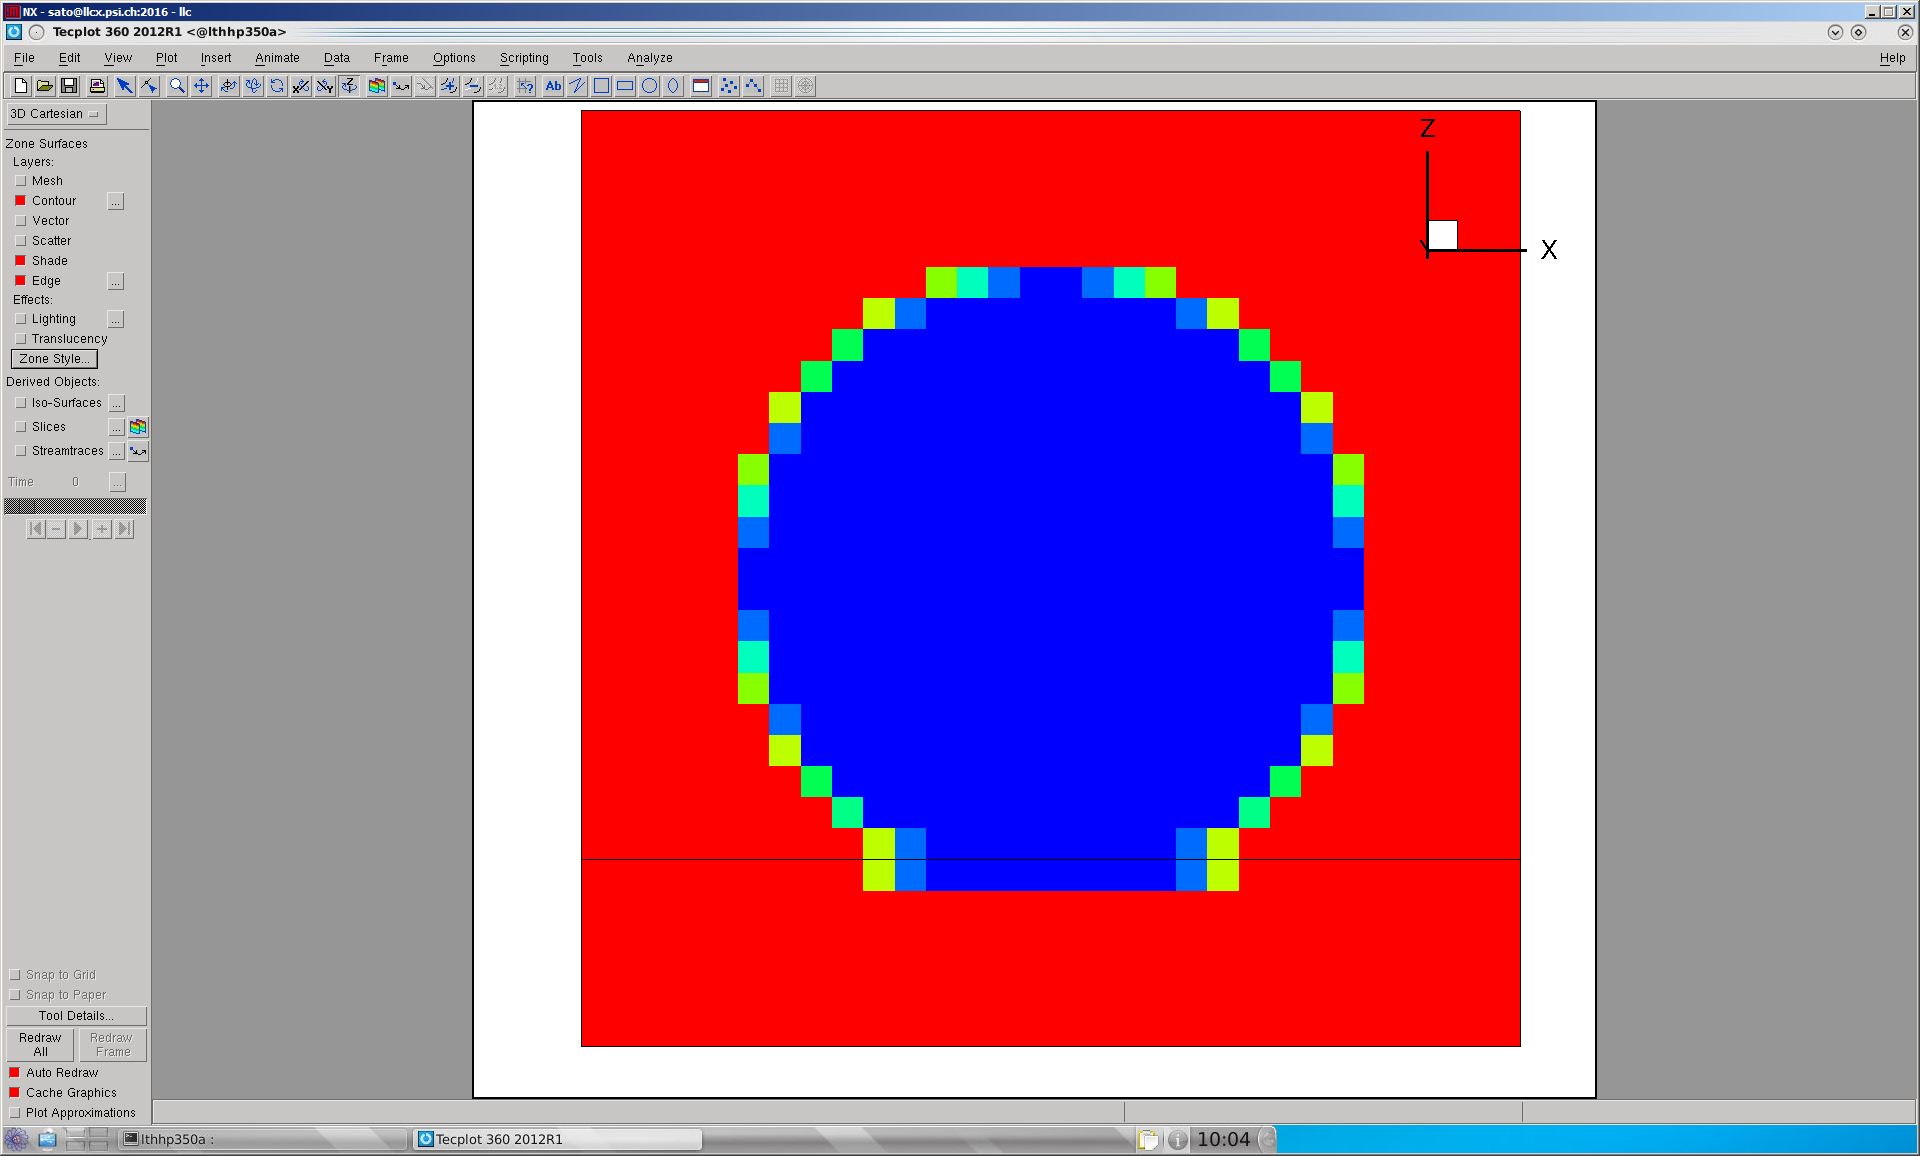 NX - sato@llcx.psi.ch:2016 - llc
Tecplot 360 2012R1 <@lthhp350a>
File Edit View Plot Insert Animate Data Frame Options Scripting Tools Analyze Help
Ab
3D Cartesian
Zone Surfaces
Layers:
Mesh
Contour ...
Vector
Scatter
Shade
Edge ...
Effects:
Lighting ...
Translucency
Zone Style...
Derived Objects:
Iso-Surfaces ...
Slices ...
Streamtraces ...
Time 0 ...
Z
X
Y
Snap to Grid
Snap to Paper
Tool Details...
Redraw All
Redraw Frame
Auto Redraw
Cache Graphics
Plot Approximations
lthhp350a :
Tecplot 360 2012R1
10:04